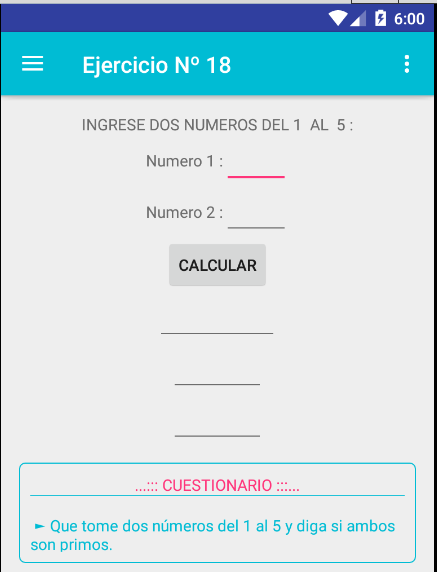 6:00
Ejercicio Nº 18
INGRESE DOS NUMEROS DEL 1 AL 5 :
Numero 1 :
Numero 2 :
CALCULAR
...::: CUESTIONARIO :::...
► Que tome dos números del 1 al 5 y diga si ambos
son primos.